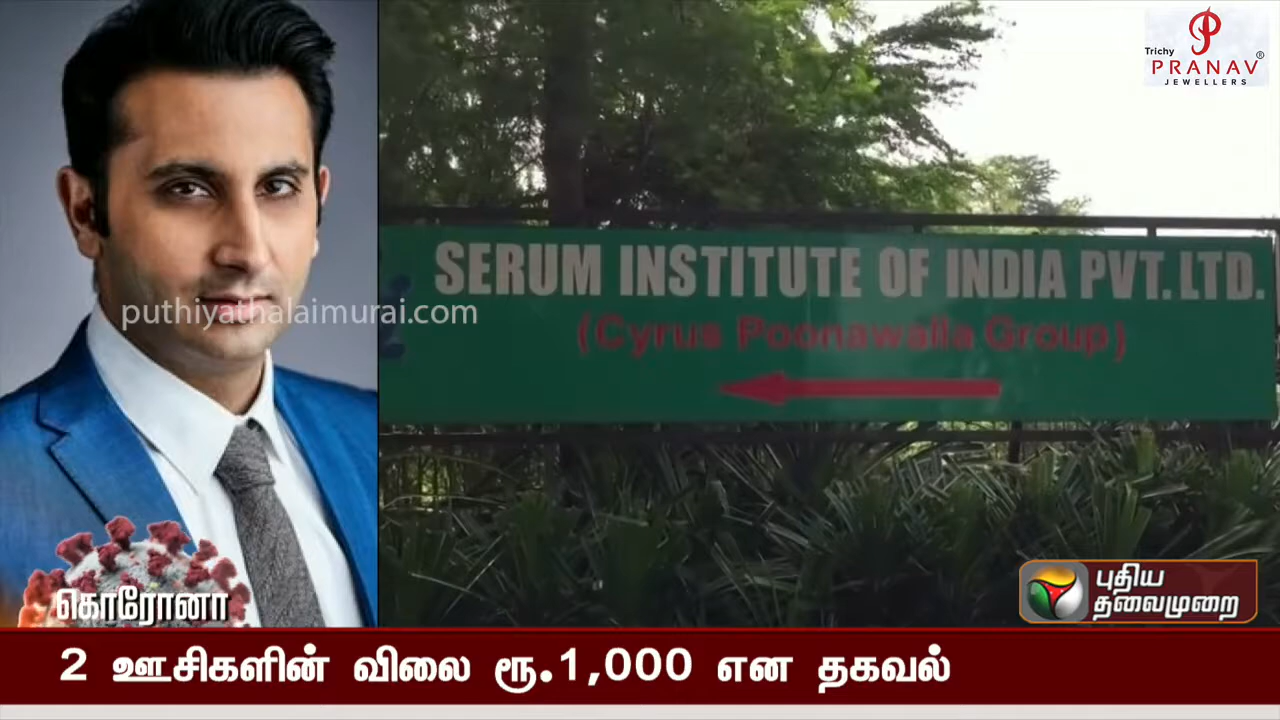 Trichy
PRANAV®
JEWELLERS
SERUM INSTITUTE OF INDIA PVT. LTD.
(Cyrus Poonawalla Group)
puthiyathalaimurai.com
கொரோனா
புதிய
தலைமுறை
2 ஊசிகளின் விலை ரூ.1,000 என தகவல்